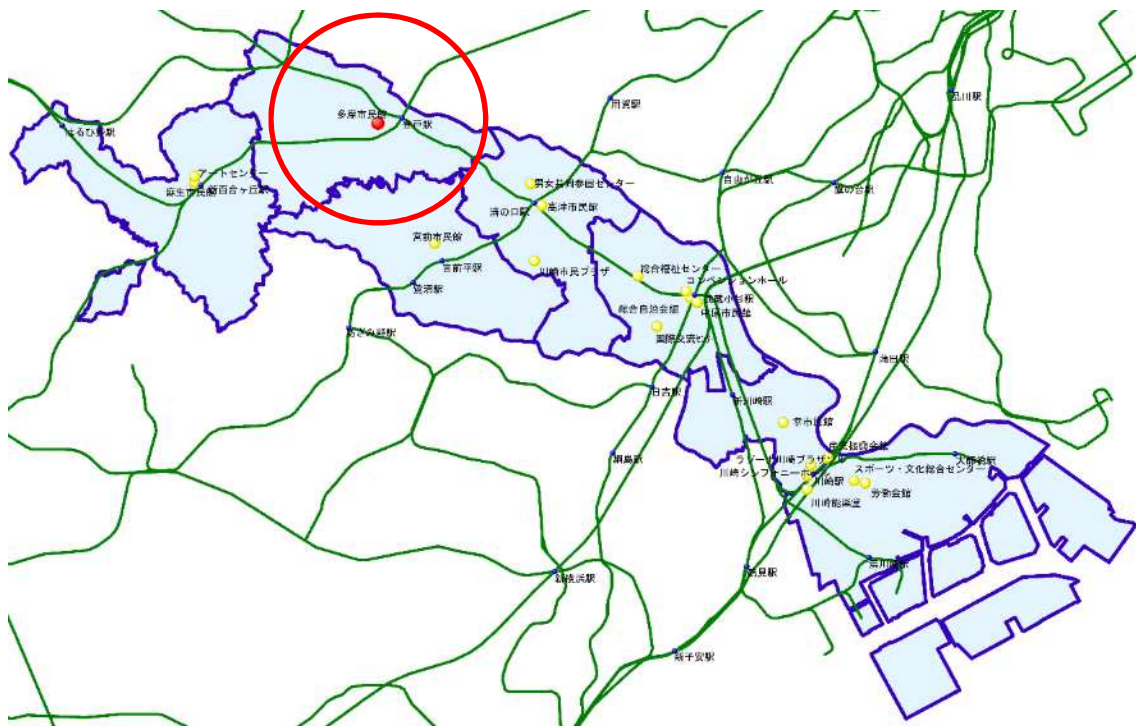 品川駅
用賀駅
多摩市民館
登戸駅
はるひ野駅
アートセンター
麻生市民館
新百合ヶ丘駅
男女共同参画センター
自由が丘駅
旗の台駅
溝の口駅
高津市民館
宮前市民館
宮前平駅
川崎市民プラザ
総合福祉センター
コンベンションホール
鷺沼駅
武蔵小杉駅
中原市民館
総合自治会館
国際交流センター
あざみ野駅
蒲田駅
日吉駅
新川崎駅
幸市民館
産業振興会館
綱島駅
ラゾーナ川崎プラザソル
大師橋駅
川崎シンフォニーホール
スポーツ・文化総合センター
川崎駅
労働会館
川崎能楽堂
浜川崎駅
新横浜駅
鶴見駅
新子安駅